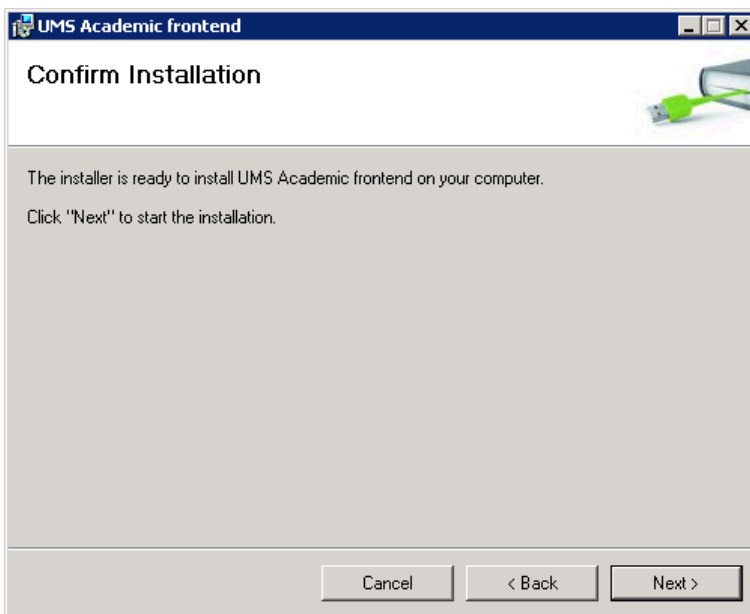 UMS Academic frontend
Confirm Installation
The installer is ready to install UMS Academic frontend on your computer.
Click "Next" to start the installation.
Cancel
< Back
Next >